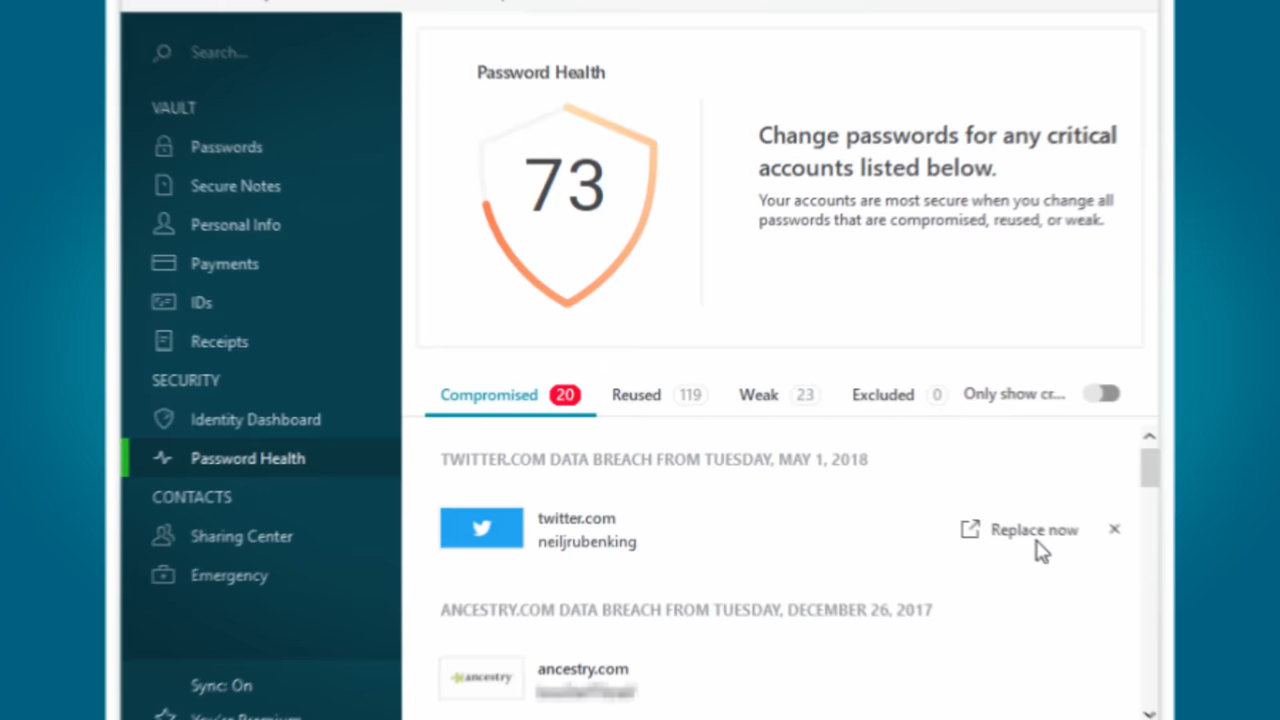 Search...
VAULT
Passwords
Secure Notes
Personal Info
Payments
IDs
Receipts
SECURITY
Identity Dashboard
Password Health
CONTACTS
Sharing Center
Emergency
Sync: On
You're Premium
Password Health
73
Change passwords for any critical
accounts listed below.
Your accounts are most secure when you change all
passwords that are compromised, reused, or weak.
Compromised 20 Reused 119 Weak 23 Excluded 0 Only show cr...
TWITTER.COM DATA BREACH FROM TUESDAY, MAY 1, 2018
twitter.com
neiljrubenking
Replace now
ANCESTRY.COM DATA BREACH FROM TUESDAY, DECEMBER 26, 2017
ancestry
ancestry.com